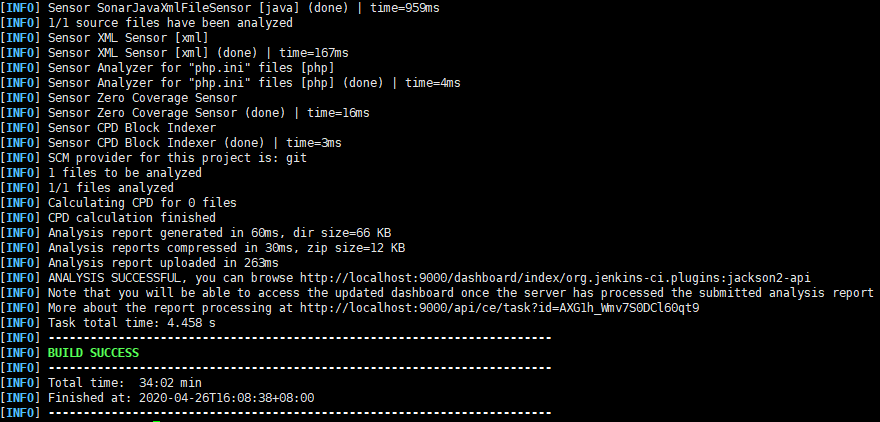 [INFO] Sensor SonarJavaXmlFileSensor [java] (done) | time=959ms
[INFO] 1/1 source files have been analyzed
[INFO] Sensor XML Sensor [xml]
[INFO] Sensor XML Sensor [xml] (done) | time=167ms
[INFO] Sensor Analyzer for "php.ini" files [php]
[INFO] Sensor Analyzer for "php.ini" files [php] (done) | time=4ms
[INFO] Sensor Zero Coverage Sensor
[INFO] Sensor Zero Coverage Sensor (done) | time=16ms
[INFO] Sensor CPD Block Indexer
[INFO] Sensor CPD Block Indexer (done) | time=3ms
[INFO] SCM provider for this project is: git
[INFO] 1 files to be analyzed
[INFO] 1/1 files analyzed
[INFO] Calculating CPD for 0 files
[INFO] CPD calculation finished
[INFO] Analysis report generated in 60ms, dir size=66 KB
[INFO] Analysis reports compressed in 30ms, zip size=12 KB
[INFO] Analysis report uploaded in 263ms
[INFO] ANALYSIS SUCCESSFUL, you can browse http://localhost:9000/dashboard/index/org.jenkins-ci.plugins:jackson2-api
[INFO] Note that you will be able to access the updated dashboard once the server has processed the submitted analysis report
[INFO] More about the report processing at http://localhost:9000/api/ce/task?id=AXG1h_Wmv7S0DCl60qt9
[INFO] Task total time: 4.458 s
[INFO] ------------------------------------------------------------------------
[INFO] BUILD SUCCESS
[INFO] ------------------------------------------------------------------------
[INFO] Total time:  34:02 min
[INFO] Finished at: 2020-04-26T16:08:38+08:00
[INFO] ------------------------------------------------------------------------